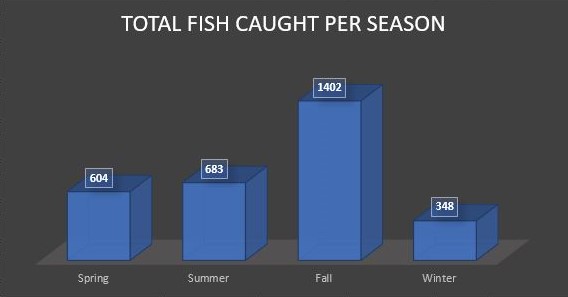 TOTAL FISH CAUGHT PER SEASON
1402
683
604
348
Spring Summer Fall Winter